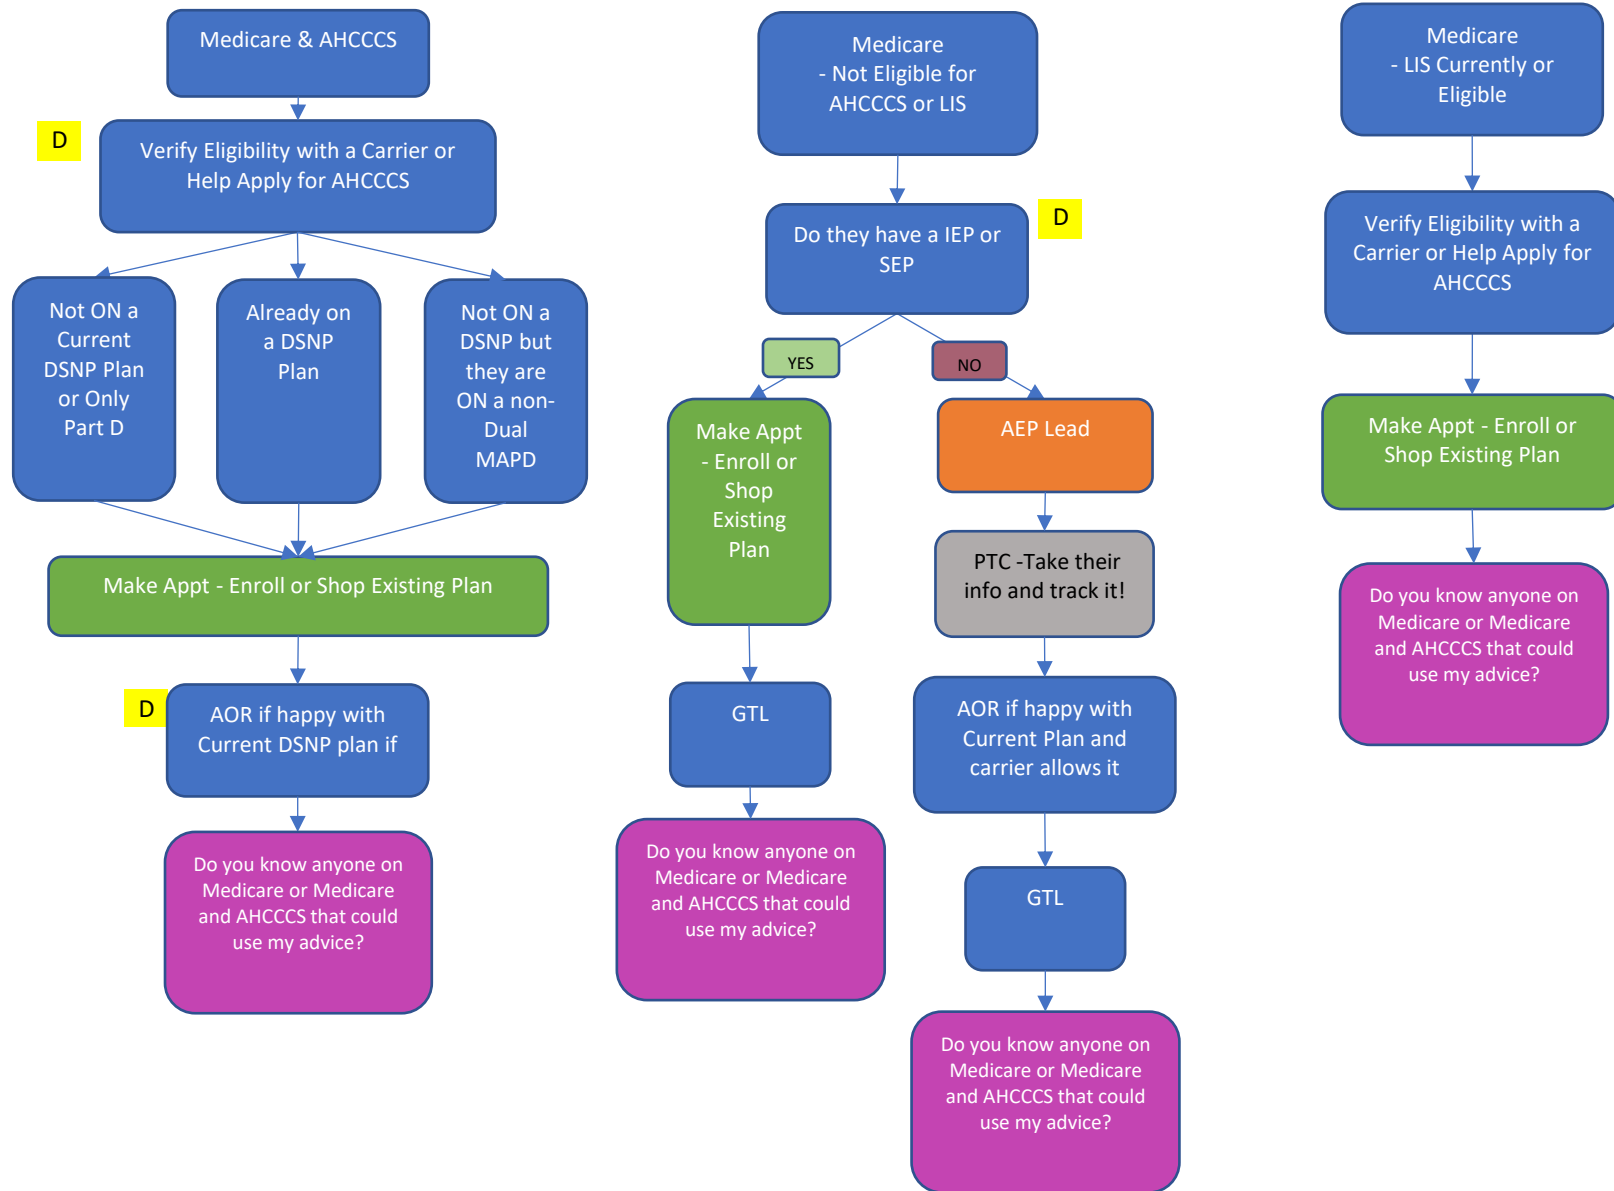 Medicare & AHCCCS
D
Verify Eligibility with a Carrier or
Help Apply for AHCCCS
Not ON a
Current
DSNP Plan
or Only
Part D
Already on
a DSNP
Plan
Not ON a
DSNP but
they are
ON a non-
Dual
MAPD
Make Appt - Enroll or Shop Existing Plan
D
AOR if happy with
Current DSNP plan if
Do you know anyone on
Medicare or Medicare
and AHCCCS that could
use my advice?
Medicare
- Not Eligible for
AHCCCS or LIS
D
Do they have a IEP or
SEP
YES
NO
Make Appt
- Enroll or
Shop
Existing
Plan
GTL
Do you know anyone on
Medicare or Medicare
and AHCCCS that could
use my advice?
AEP Lead
PTC -Take their
info and track it!
AOR if happy with
Current Plan and
carrier allows it
GTL
Do you know anyone on
Medicare or Medicare
and AHCCCS that could
use my advice?
Medicare
- LIS Currently or
Eligible
Verify Eligibility with a
Carrier or Help Apply for
AHCCCS
Make Appt - Enroll or
Shop Existing Plan
Do you know anyone on
Medicare or Medicare
and AHCCCS that could
use my advice?